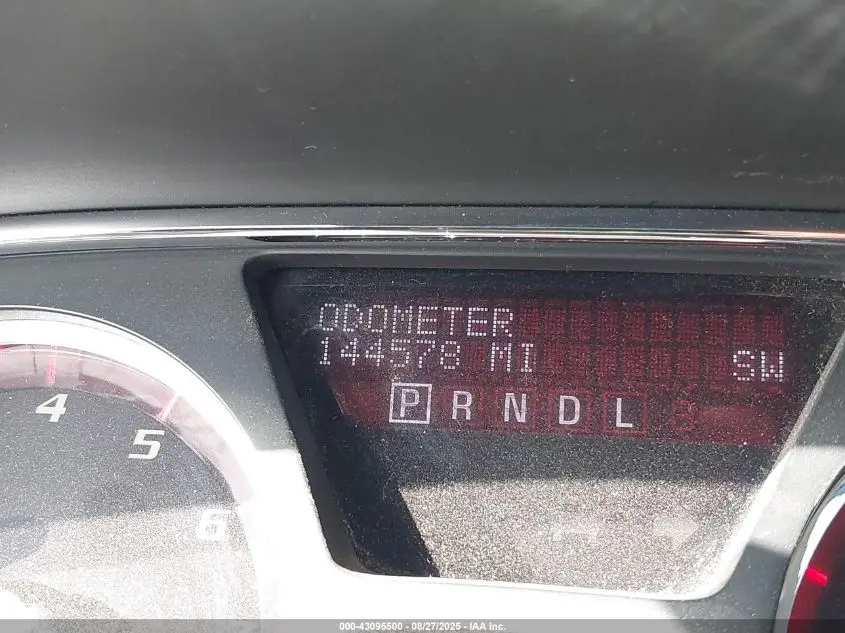 ODOMETER
144578 MI SW
P R N D L
4
5
6
000-43095500 | 08/27/2025 - IAA Inc.